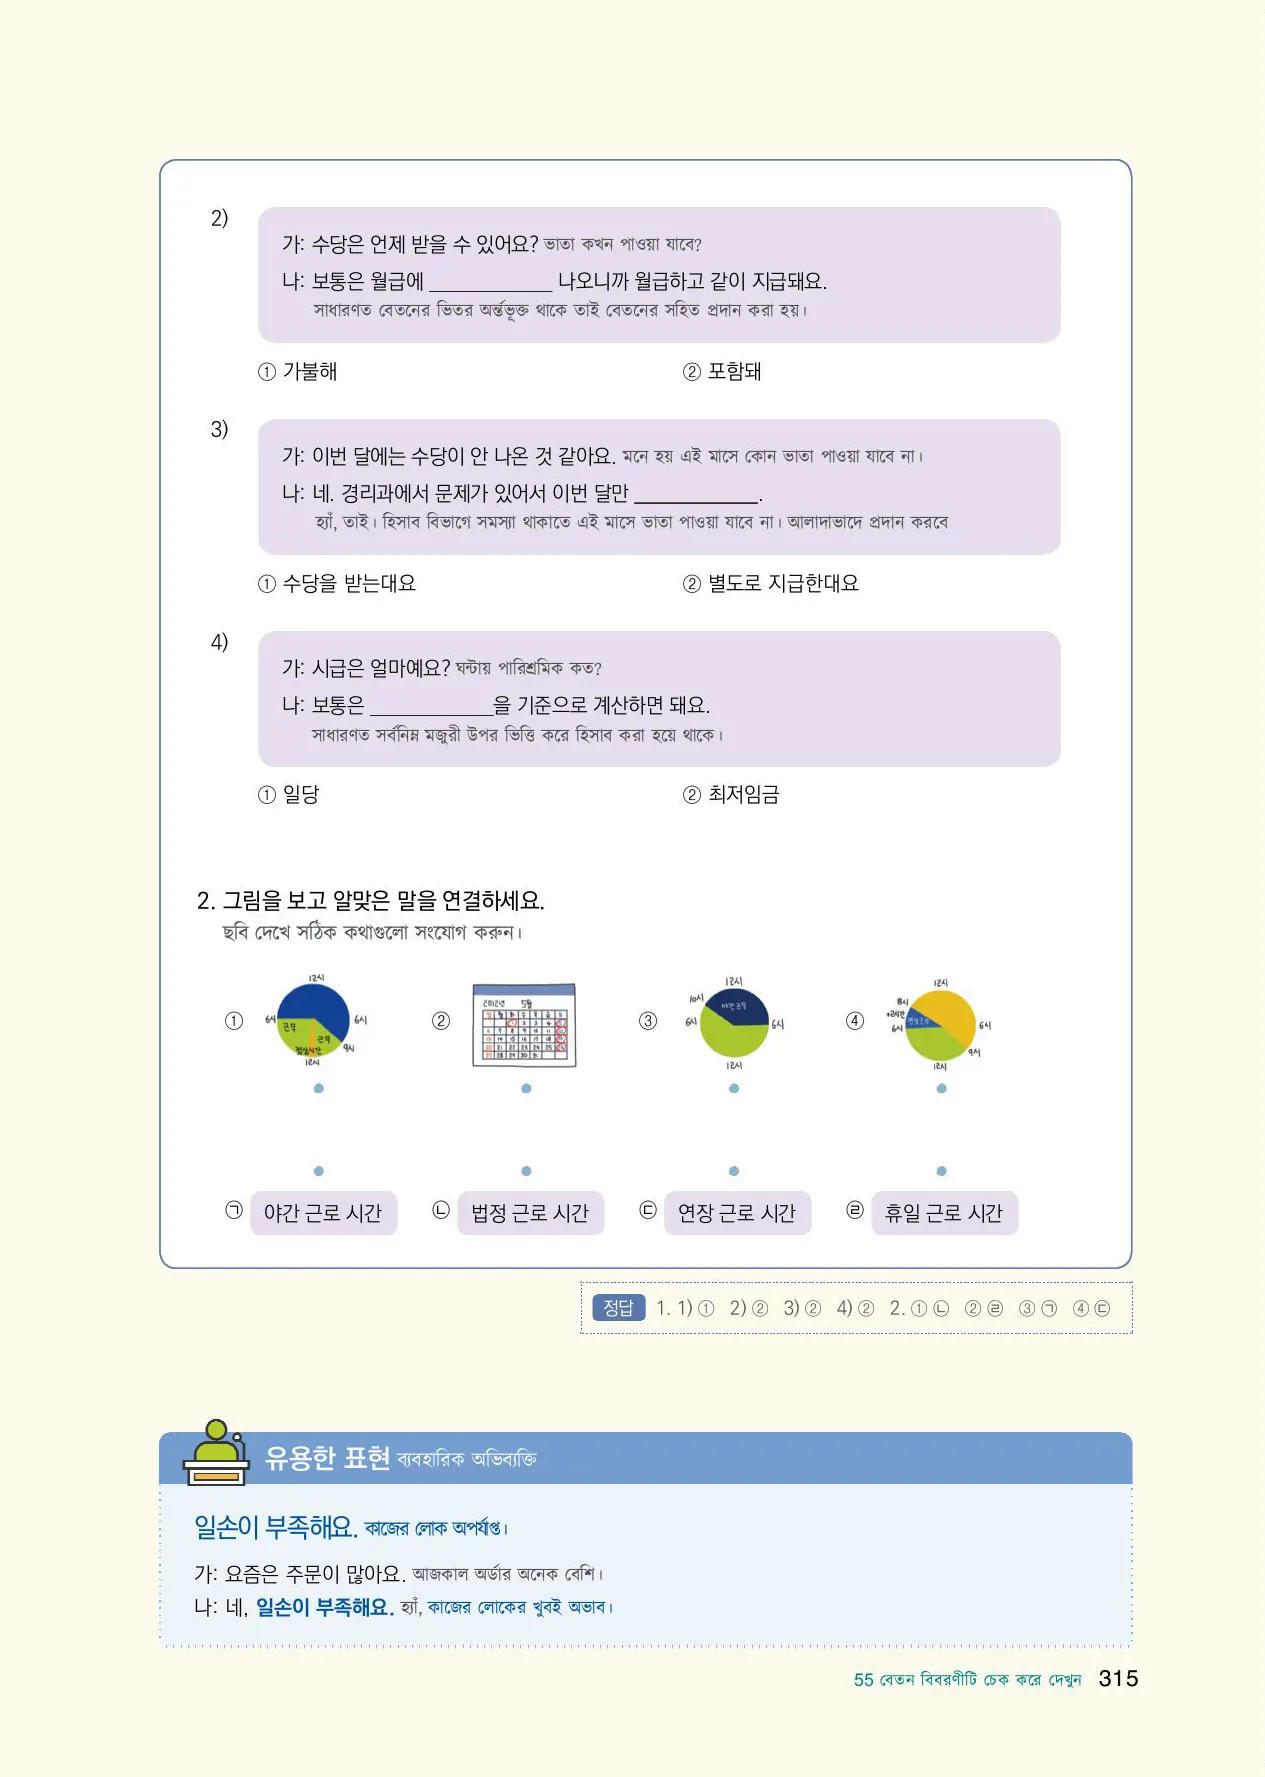 2)
가: 수당은 언제 받을 수 있어요? ভাতা কখন পাওয়া যাবে?
나: 보통은 월급에 ____________ 나오니까 월급하고 같이 지급돼요.
সাধারণত বেতনের ভিতর অর্ন্তভূক্ত থাকে তাই বেতনের সহিত প্রদান করা হয়।
① 가불해 ② 포함돼
3)
가: 이번 달에는 수당이 안 나온 것 같아요. মনে হয় এই মাসে কোন ভাতা পাওয়া যাবে না।
나: 네. 경리과에서 문제가 있어서 이번 달만 ____________.
হ্যাঁ, তাই। হিসাব বিভাগে সমস্যা থাকাতে এই মাসে ভাতা পাওয়া যাবে না। আলাদাভাদে প্রদান করবে
① 수당을 받는대요 ② 별도로 지급한대요
4)
가: 시급은 얼마예요? ঘন্টায় পারিশ্রমিক কত?
나: 보통은 ____________을 기준으로 계산하면 돼요.
সাধারণত সর্বনিম্ন মজুরী উপর ভিত্তি করে হিসাব করা হয়ে থাকে।
① 일당 ② 최저임금
2. 그림을 보고 알맞은 말을 연결하세요.
ছবি দেখে সঠিক কথাগুলো সংযোগ করুন।
① 12시 6시 6시 근무 근무 점심시간 9시 12시
② 2012년 5월
③ 12시 10시 야간근무 6시 6시 12시
④ 12시 8시 +2시간 연장근로 6시 6시 9시 12시
㉠ 야간 근로 시간 ㉡ 법정 근로 시간 ㉢ 연장 근로 시간 ㉣ 휴일 근로 시간
정답 1. 1) ① 2) ② 3) ② 4) ② 2. ① ㉡ ② ㉣ ③ ㉠ ④ ㉢
유용한 표현 ব্যবহারিক অভিব্যক্তি
일손이 부족해요. কাজের লোক অপর্যাপ্ত।
가: 요즘은 주문이 많아요. আজকাল অর্ডার অনেক বেশি।
나: 네, 일손이 부족해요. হ্যাঁ, কাজের লোকের খুবই অভাব।
55 বেতন বিবরণীটি চেক করে দেখুন 315